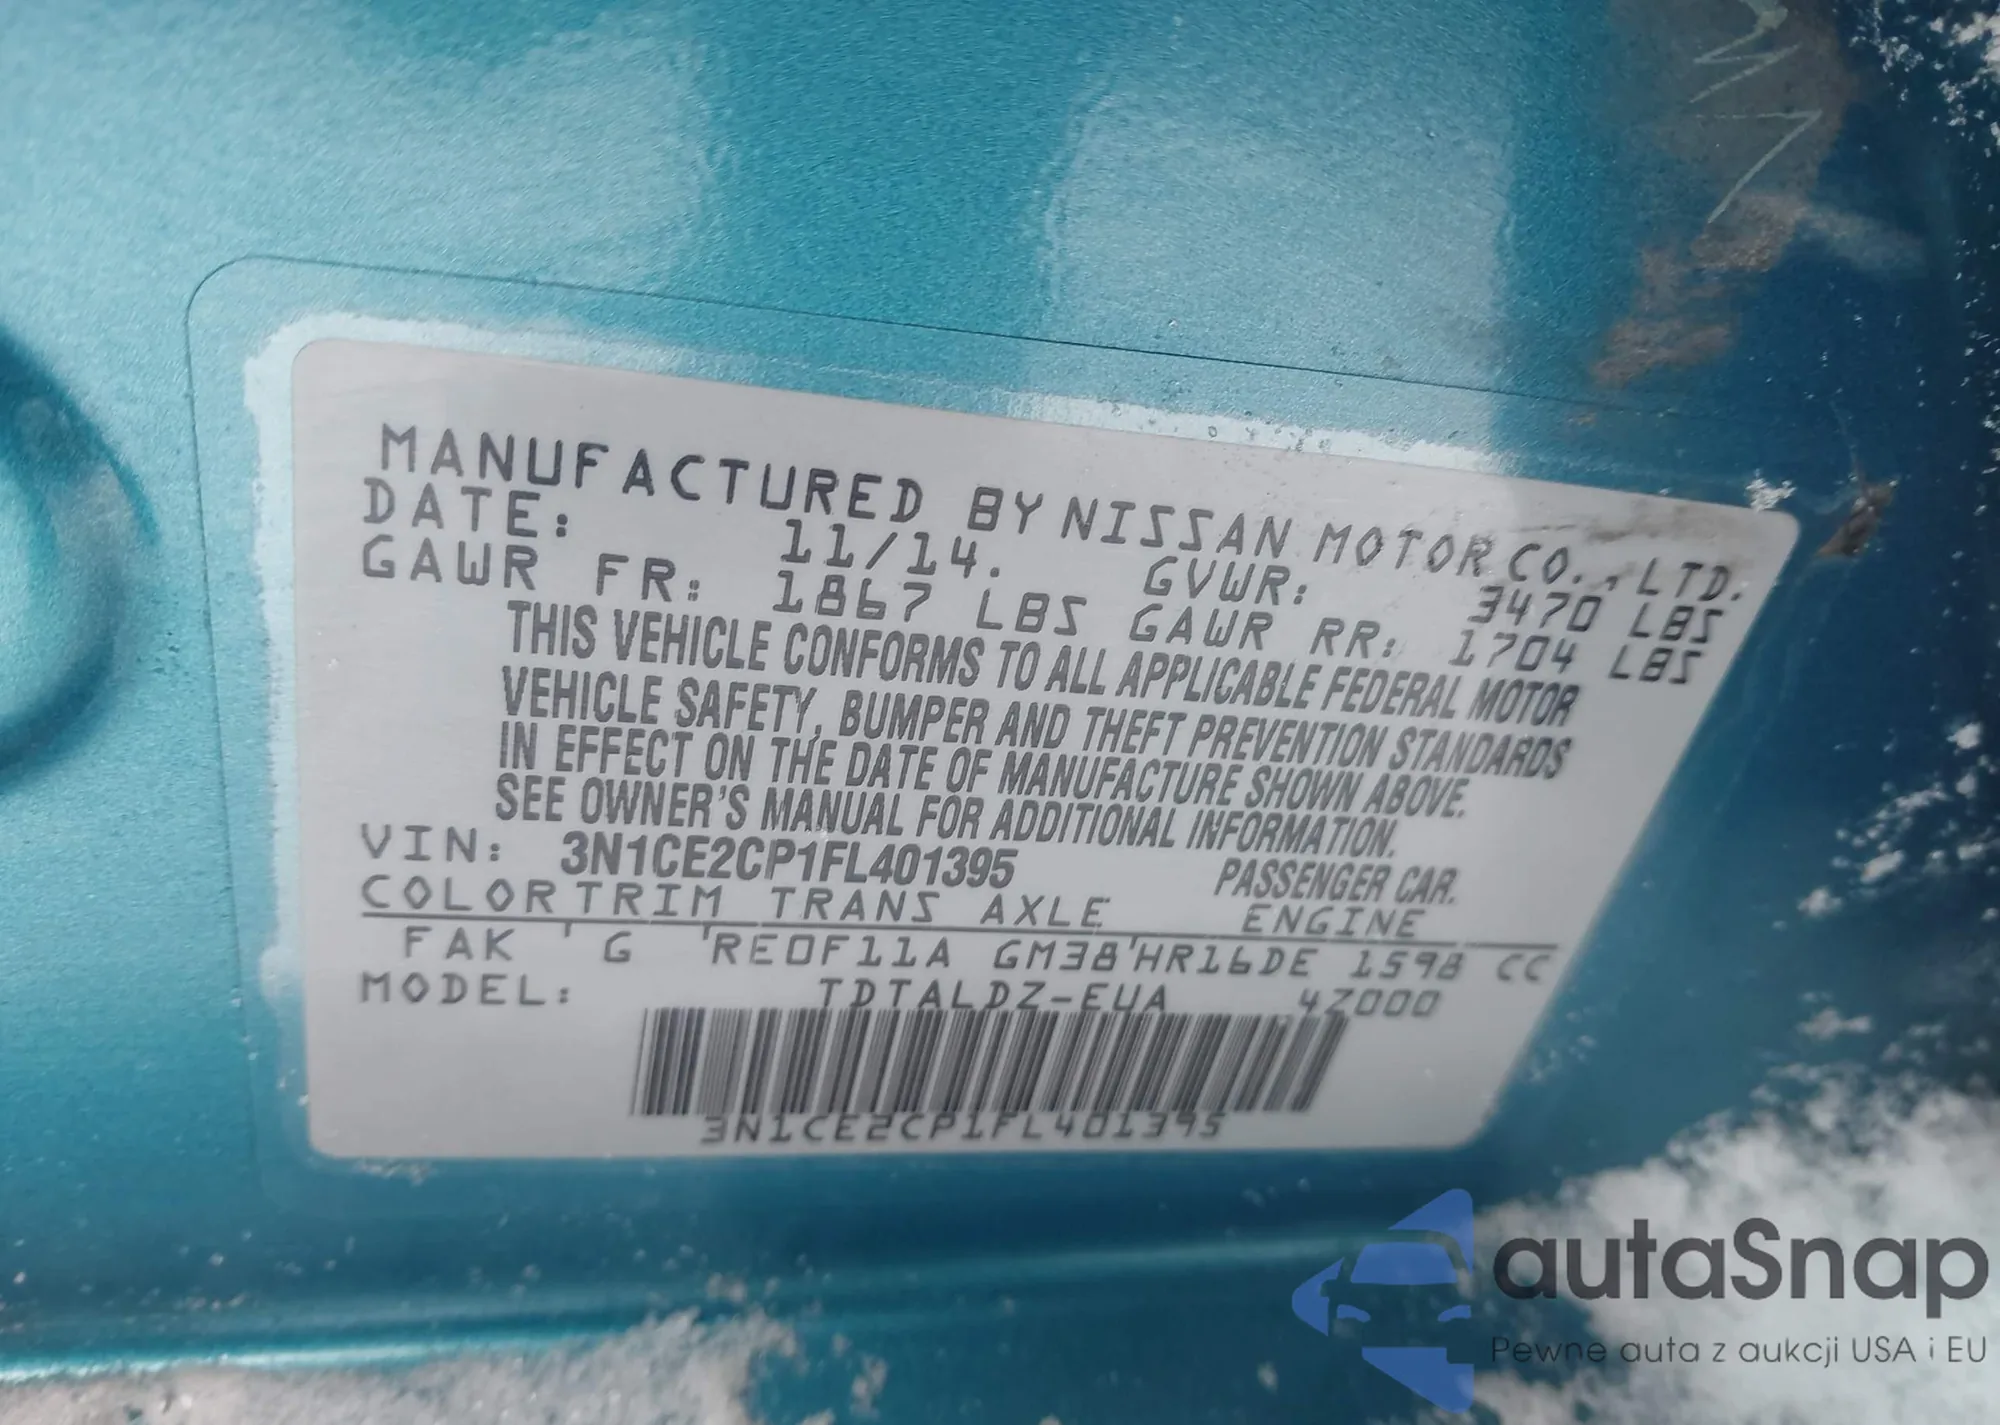 MANUFACTURED BY NISSAN MOTOR CO., LTD.
DATE: 11/14. GVWR: 3470 LBS
GAWR FR: 1867 LBS GAWR RR: 1704 LBS
THIS VEHICLE CONFORMS TO ALL APPLICABLE FEDERAL MOTOR
VEHICLE SAFETY, BUMPER AND THEFT PREVENTION STANDARDS
IN EFFECT ON THE DATE OF MANUFACTURE SHOWN ABOVE.
SEE OWNER'S MANUAL FOR ADDITIONAL INFORMATION.
VIN: 3N1CE2CP1FL401395 PASSENGER CAR.
COLOR TRIM TRANS AXLE ENGINE
FAK ' G 'RE0F11A GM38'HR16DE 1598 CC
MODEL: TDTALDZ-EUA 4Z000
3N1CE2CP1FL401395
autaSnap
Pewne auta z aukcji USA i EU